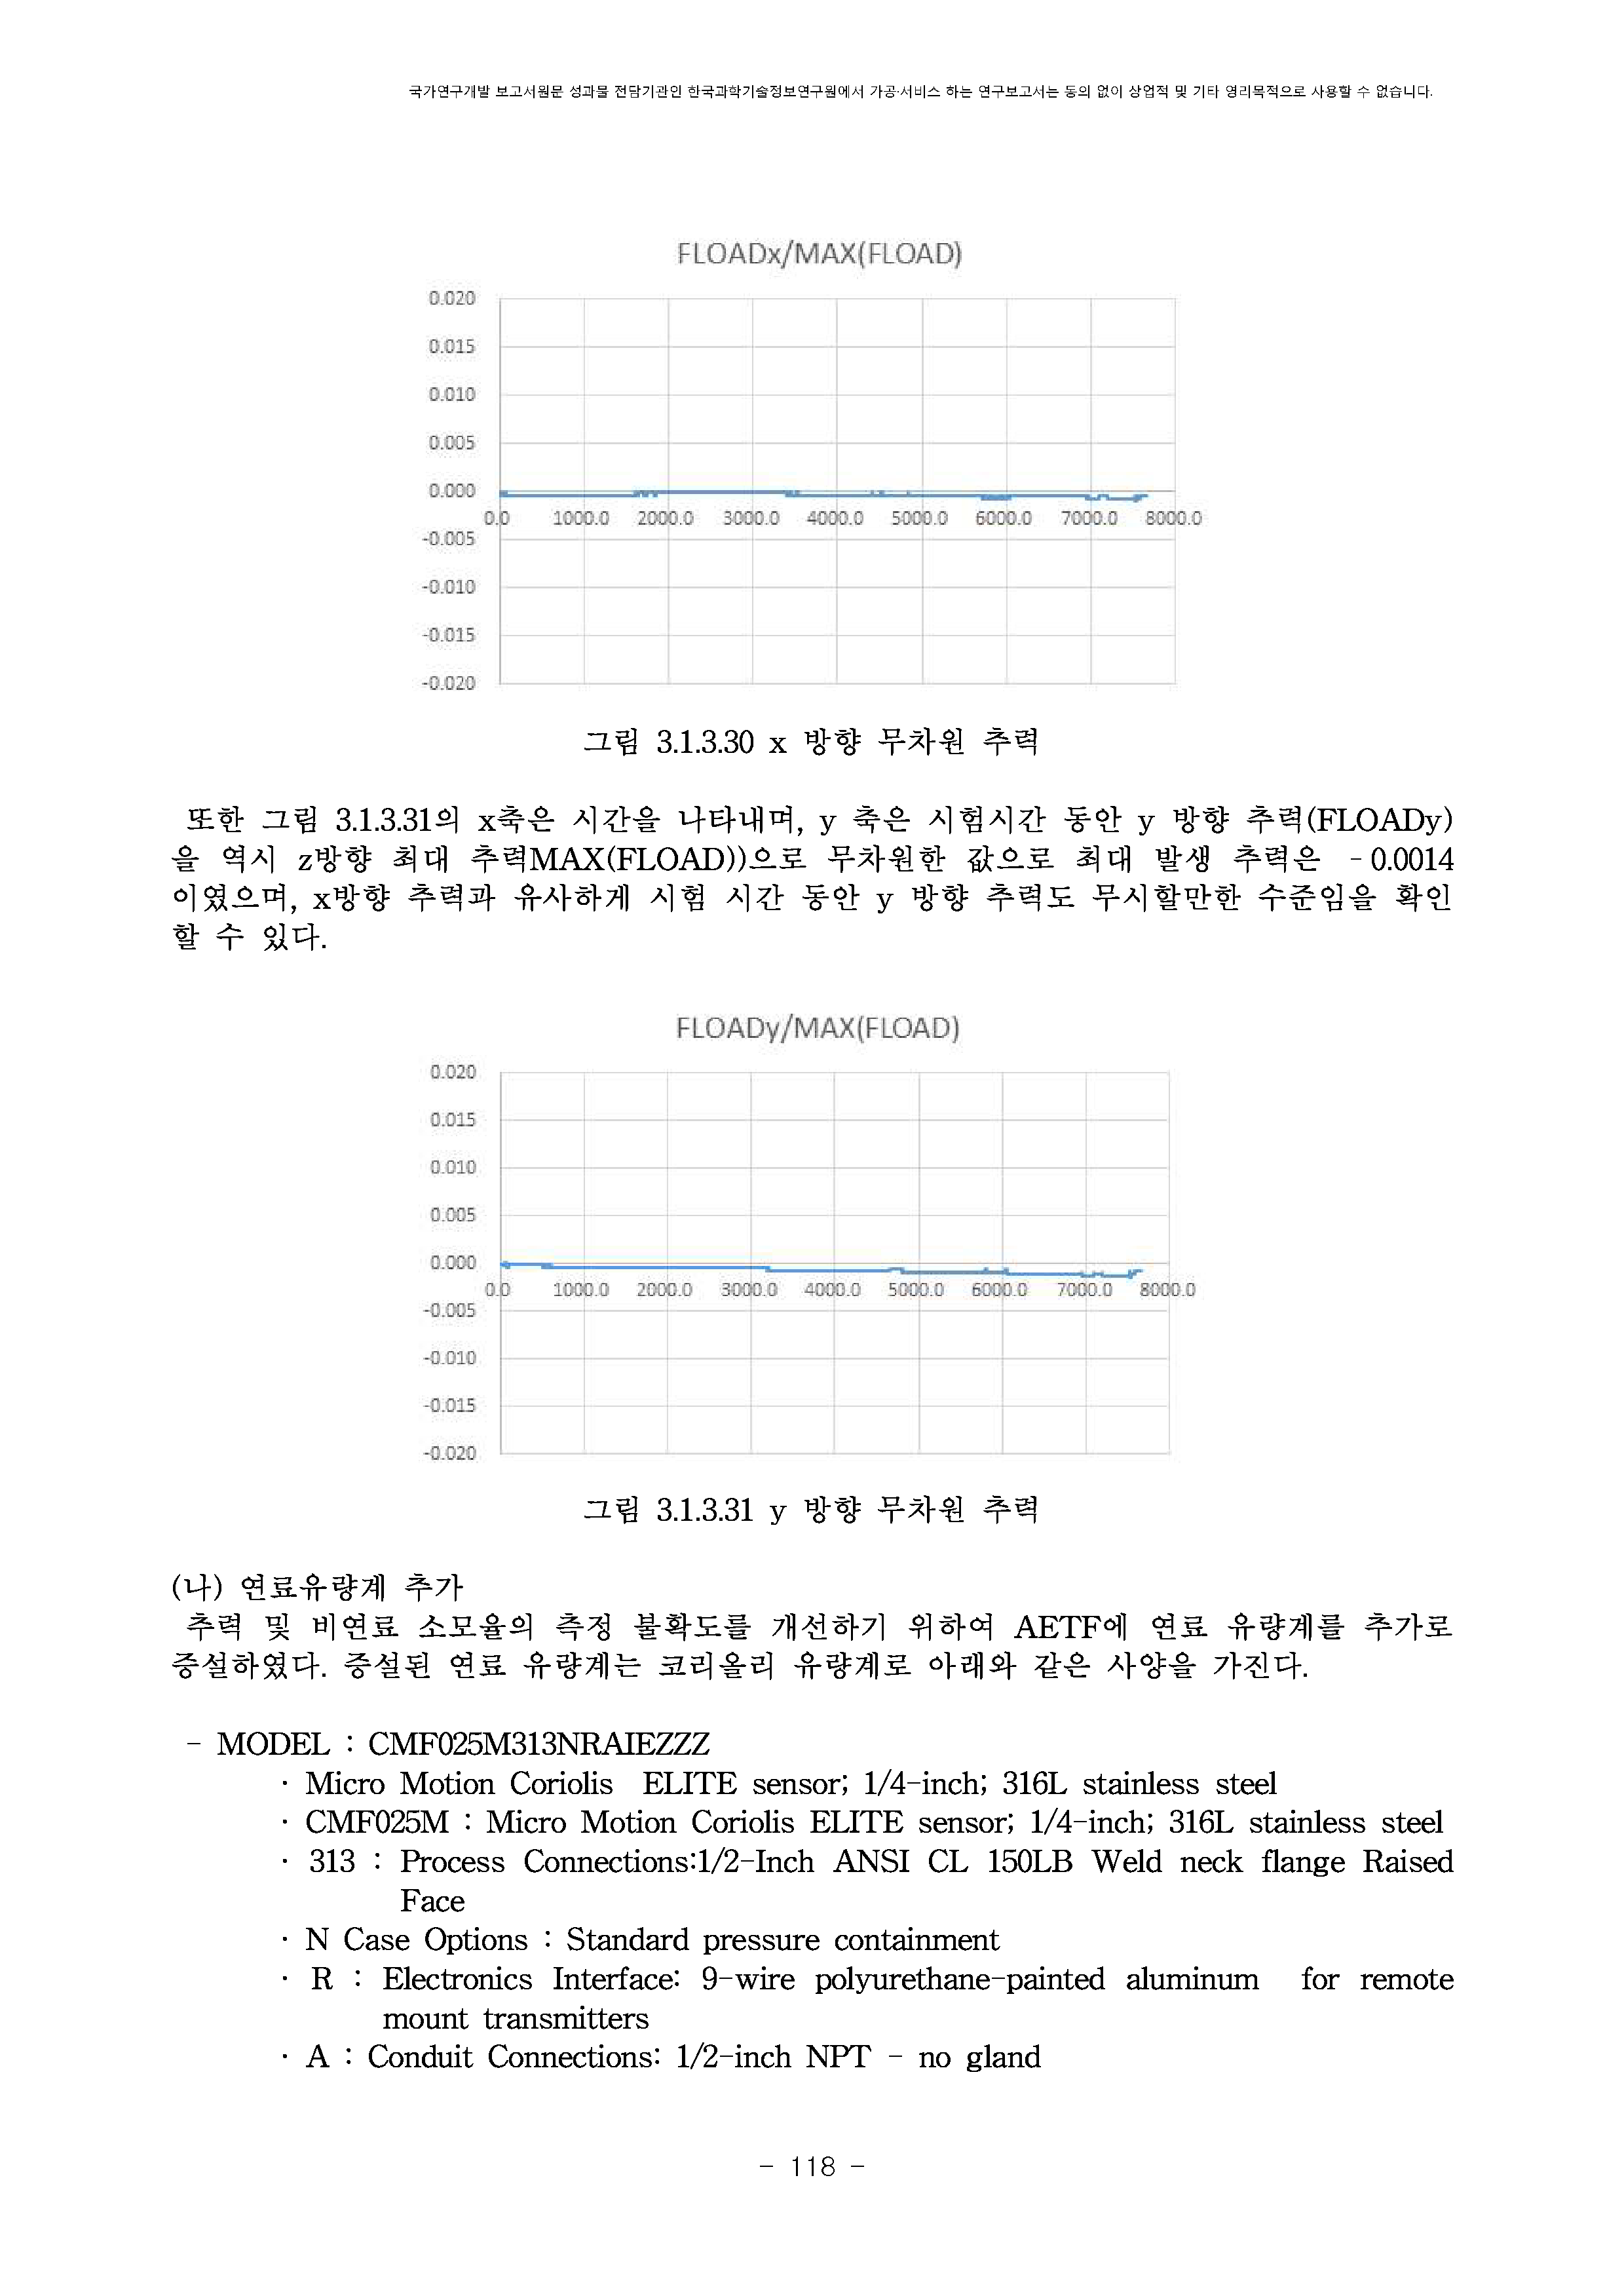 국가연구개발 보고서원문 성과물 전담기관인 한국과학기술정보연구원에서 가공·서비스 하는 연구보고서는 동의 없이 상업적 및 기타 영리목적으로 사용할 수 없습니다.
FLOADx/MAX(FLOAD)
0.020
0.015
0.010
0.005
0.000
0.0 1000.0 2000.0 3000.0 4000.0 5000.0 6000.0 7000.0 8000.0
-0.005
-0.010
-0.015
-0.020
그림 3.1.3.30 x 방향 무차원 추력
또한 그림 3.1.3.31의 x축은 시간을 나타내며, y 축은 시험시간 동안 y 방향 추력(FLOADy)
을 역시 z방향 최대 추력MAX(FLOAD))으로 무차원한 값으로 최대 발생 추력은 -0.0014
이였으며, x방향 추력과 유사하게 시험 시간 동안 y 방향 추력도 무시할만한 수준임을 확인
할 수 있다.
FLOADy/MAX(FLOAD)
0.020
0.015
0.010
0.005
0.000
0.0 1000.0 2000.0 3000.0 4000.0 5000.0 6000.0 7000.0 8000.0
-0.005
-0.010
-0.015
-0.020
그림 3.1.3.31 y 방향 무차원 추력
(나) 연료유량계 추가
추력 및 비연료 소모율의 측정 불확도를 개선하기 위하여 AETF에 연료 유량계를 추가로
증설하였다. 증설된 연료 유량계는 코리올리 유량계로 아래와 같은 사양을 가진다.
- MODEL : CMF025M313NRAIEZZZ
· Micro Motion Coriolis ELITE sensor; 1/4-inch; 316L stainless steel
· CMF025M : Micro Motion Coriolis ELITE sensor; 1/4-inch; 316L stainless steel
· 313 : Process Connections:1/2-Inch ANSI CL 150LB Weld neck flange Raised
Face
· N Case Options : Standard pressure containment
· R : Electronics Interface: 9-wire polyurethane-painted aluminum for remote
mount transmitters
· A : Conduit Connections: 1/2-inch NPT - no gland
- 118 -